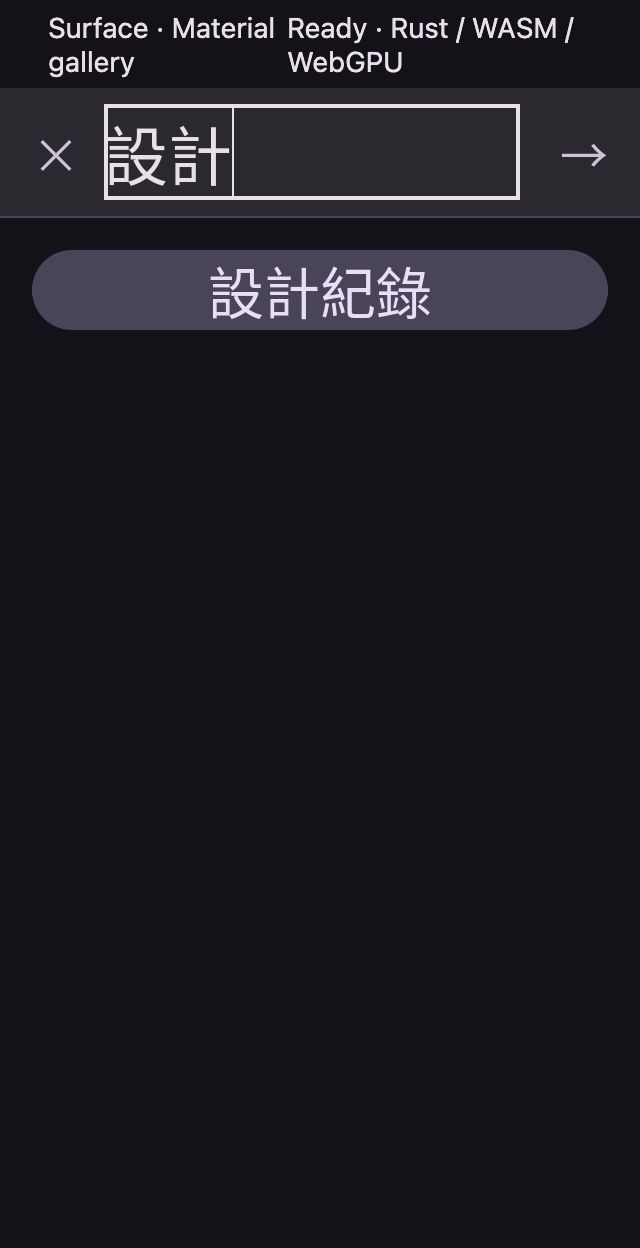 Surface · Material gallery
Ready · Rust / WASM / WebGPU
設計
→
設計紀錄